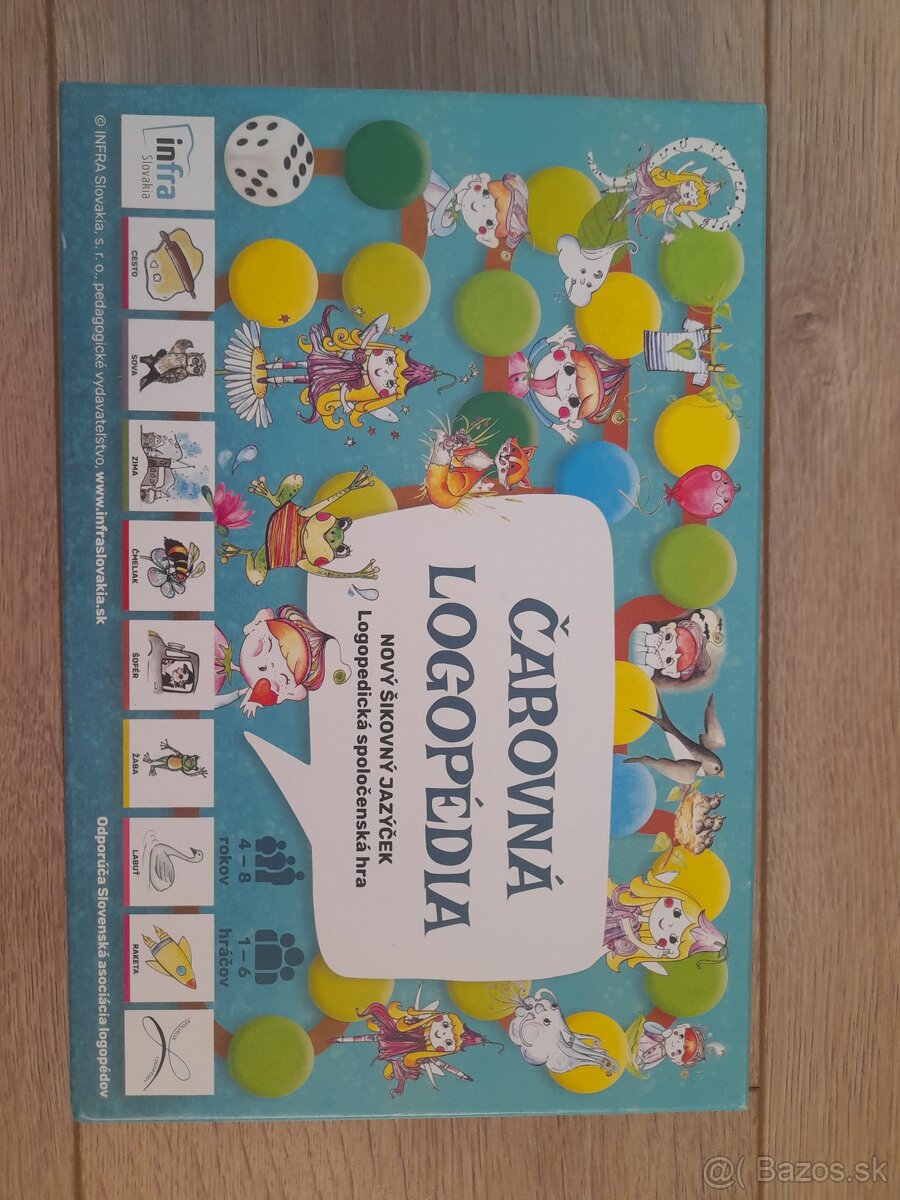 ČAROVNÁ
LOGOPÉDIA
NOVÝ ŠIKOVNÝ JAZÝČEK
Logopedická spoločenská hra
4 – 8
rokov
1 – 6
hráčov
infra
Slovakia
CESTO
SOVA
ZIMA
ČMELIAK
ŠOFÉR
ŽABA
LABUŤ
RAKETA
© INFRA Slovakia, s. r. o., pedagogické vydavateľstvo, www.infraslovakia.sk
Odporúča Slovenská asociácia logopédov
@( Bazos.sk